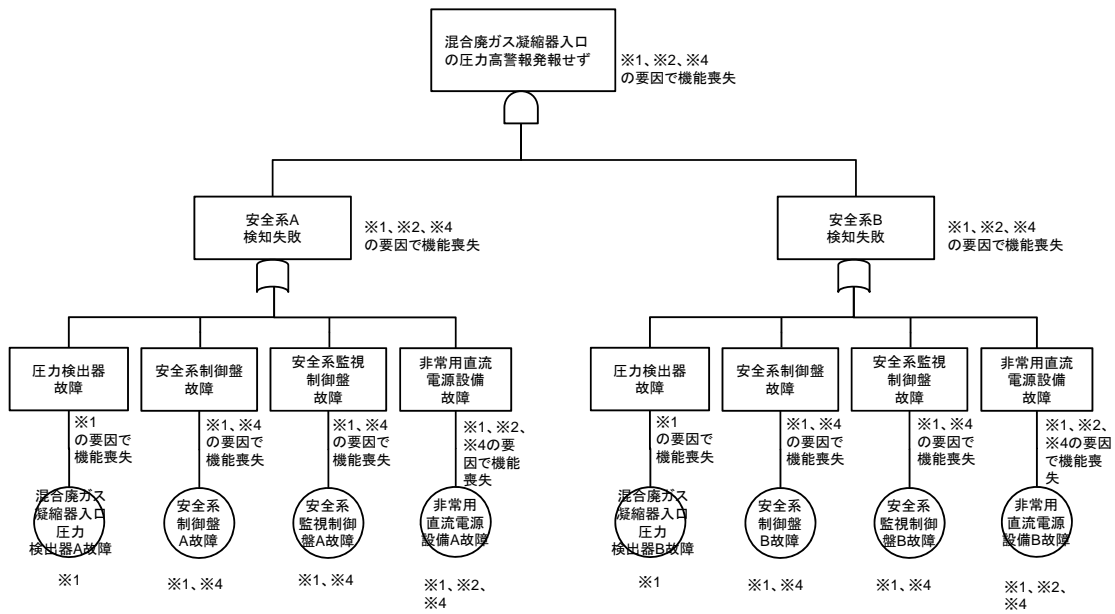 混合廃ガス凝縮器入口
の圧力高警報発報せず
※1、※2、※4
の要因で機能喪失
安全系A
検知失敗
※1、※2、※4
の要因で機能喪失
安全系B
検知失敗
※1、※2、※4
の要因で機能喪失
圧力検出器
故障
安全系制御盤
故障
安全系監視
制御盤
故障
非常用直流
電源設備
故障
圧力検出器
故障
安全系制御盤
故障
安全系監視
制御盤
故障
非常用直流
電源設備
故障
※1
の要因で
機能喪失
※1、※4
の要因で
機能喪失
※1、※4
の要因で
機能喪失
※1、※2、
※4の要
因で機能
喪失
※1
の要因で
機能喪失
※1、※4
の要因で
機能喪失
※1、※4
の要因で
機能喪失
※1、※2、
※4の要因
で機能喪
失
混合廃ガス
凝縮器入口
圧力
検出器A故障
安全系
制御盤
A故障
安全系
監視制御
盤A故障
非常用
直流電源
設備A故障
混合廃ガス
凝縮器入口
圧力
検出器B故障
安全系
制御盤
B故障
安全系
監視制御
盤B故障
非常用
直流電源
設備B故障
※1
※1、※4
※1、※4
※1、※2、
※4
※1
※1、※4
※1、※4
※1、※2、
※4